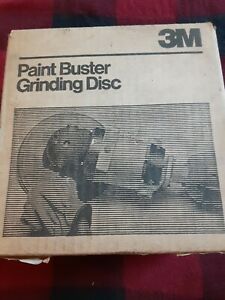 3M
Paint Buster
Grinding Disc